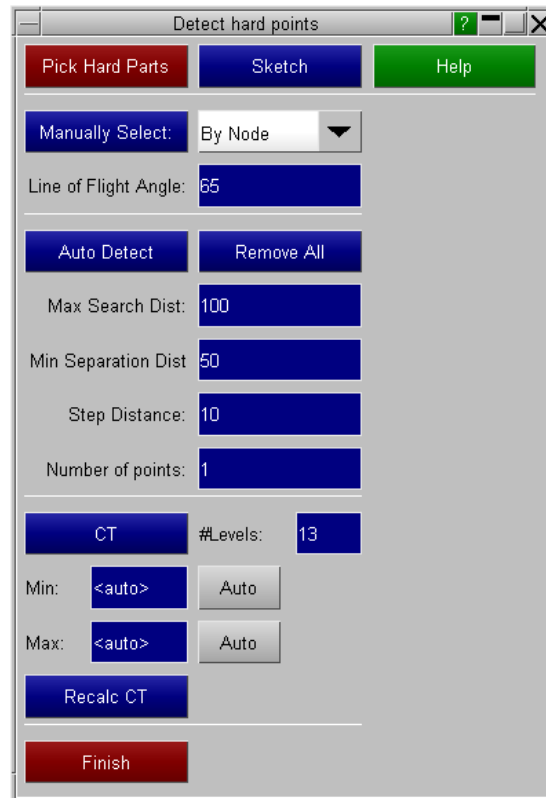 Detect hard points ?
Pick Hard Parts Sketch Help
Manually Select: By Node
Line of Flight Angle: 65
Auto Detect Remove All
Max Search Dist: 100
Min Separation Dist 50
Step Distance: 10
Number of points: 1
CT #Levels: 13
Min: <auto> Auto
Max: <auto> Auto
Recalc CT
Finish